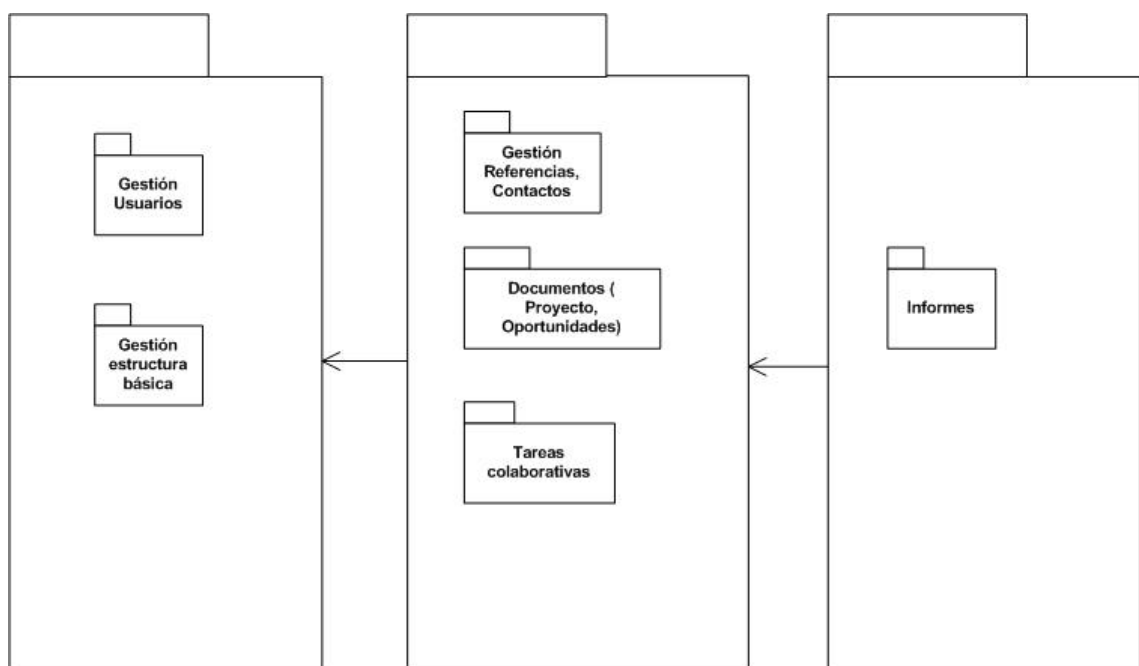 Gestión
Usuarios
Gestión
estructura
básica
Gestión
Referencias,
Contactos
Documentos (
Proyecto,
Oportunidades)
Tareas
colaborativas
Informes